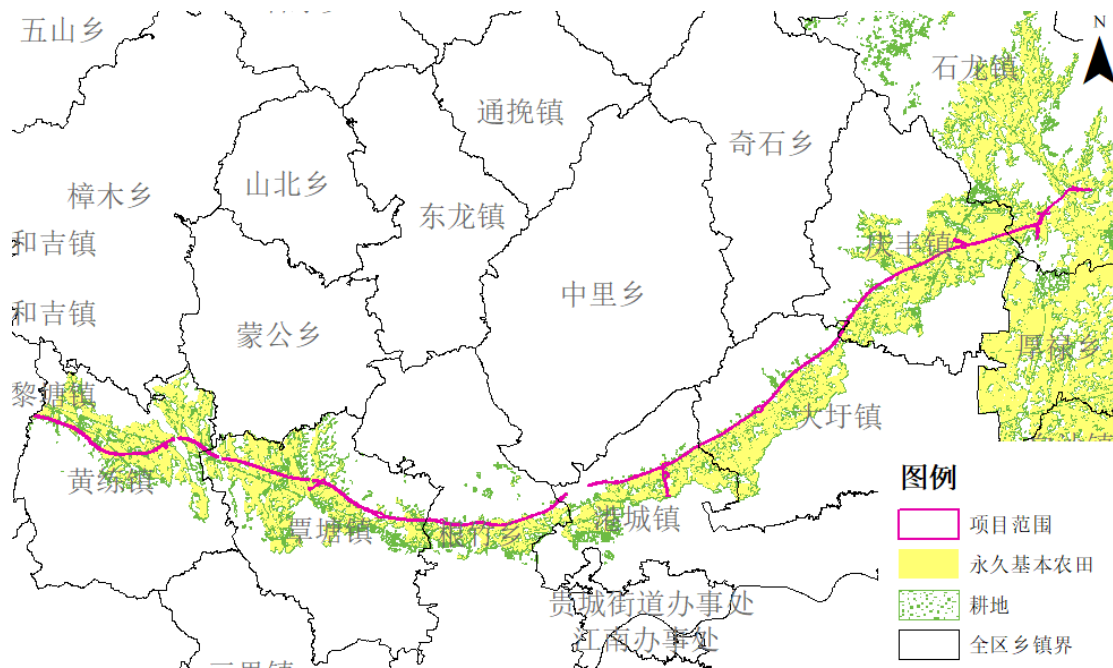 五山乡
N
石龙镇
通挽镇
奇石乡
山北乡
樟木乡
东龙镇
和吉镇
庆丰镇
中里乡
和吉镇
蒙公乡
厚禄乡
黎塘镇
大圩镇
黄练镇
图例
港城镇
覃塘镇
根竹乡
项目范围
永久基本农田
贵城街道办事处
耕地
江南办事处
全区乡镇界